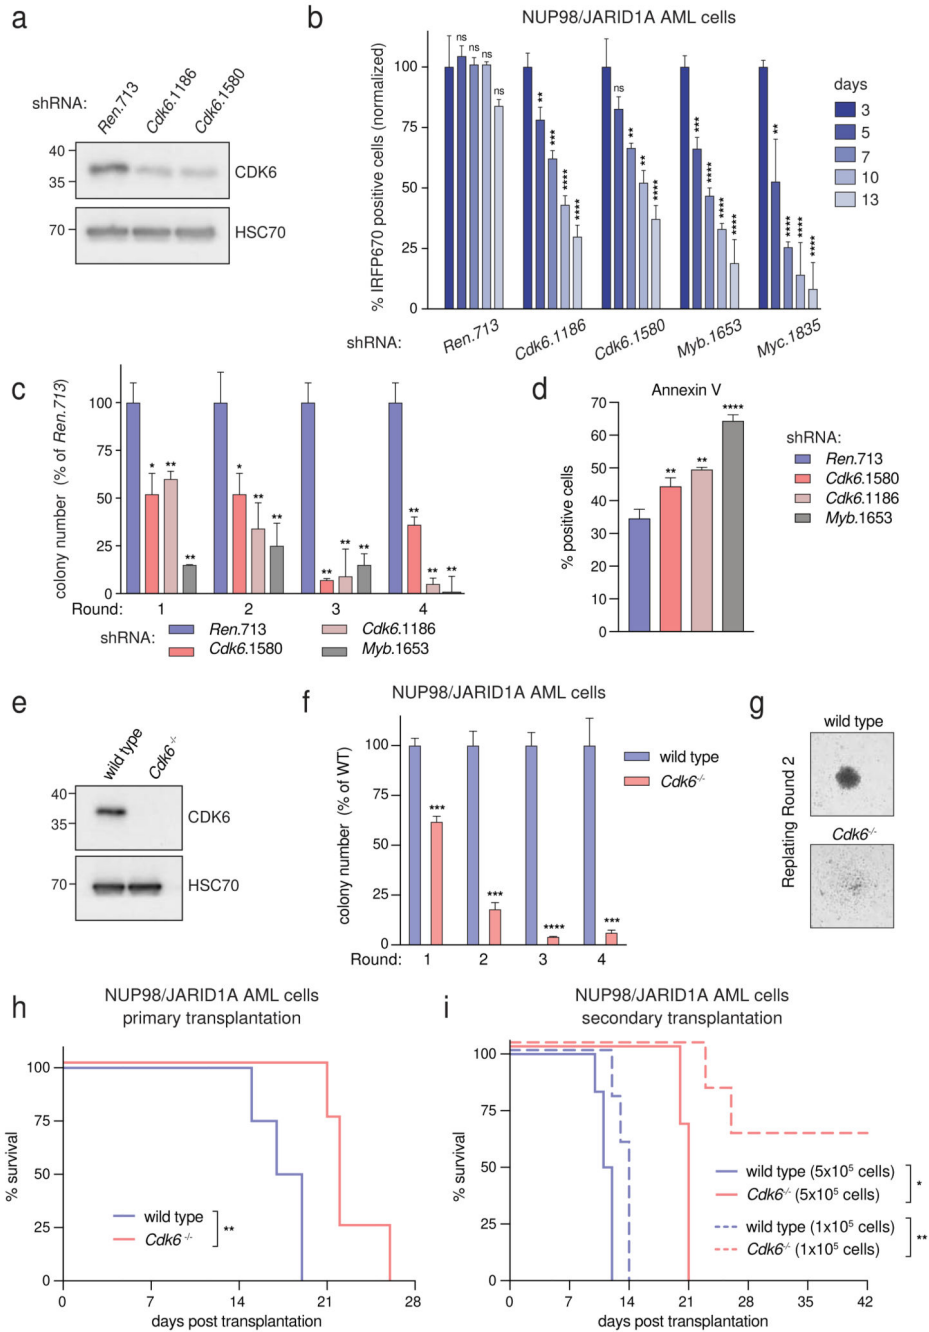 a
shRNA:
Ren.713
Cdk6.1186
Cdk6.1580
40
35
CDK6
70
HSC70
b
NUP98/JARID1A AML cells
% IRFP670 positive cells (normalized)
100
75
50
25
0
ns
ns
ns
ns
**
***
****
****
ns
**
**
****
***
****
****
****
**
****
****
****
days
3
5
7
10
13
shRNA:
Ren.713
Cdk6.1186
Cdk6.1580
Myb.1653
Myc.1835
c
colony number (% of Ren.713)
100
75
50
25
0
*
**
**
*
**
**
**
**
**
**
**
**
Round: 1 2 3 4
shRNA:
Ren.713
Cdk6.1580
Cdk6.1186
Myb.1653
d
Annexin V
% positive cells
70
60
50
40
30
20
10
0
**
**
****
shRNA:
Ren.713
Cdk6.1580
Cdk6.1186
Myb.1653
e
wild type
Cdk6-/-
40
35
CDK6
70
HSC70
f
NUP98/JARID1A AML cells
colony number (% of WT)
100
75
50
25
0
***
***
****
***
Round: 1 2 3 4
wild type
Cdk6-/-
g
Replating Round 2
wild type
Cdk6-/-
h
NUP98/JARID1A AML cells
primary transplantation
% survival
100
75
50
25
0
wild type
Cdk6-/-
**
0 7 14 21 28
days post transplantation
i
NUP98/JARID1A AML cells
secondary transplantation
% survival
100
75
50
25
0
wild type (5x10⁵ cells)
Cdk6-/- (5x10⁵ cells)
*
wild type (1x10⁵ cells)
Cdk6-/- (1x10⁵ cells)
**
0 7 14 21 28 35 42
days post transplantation